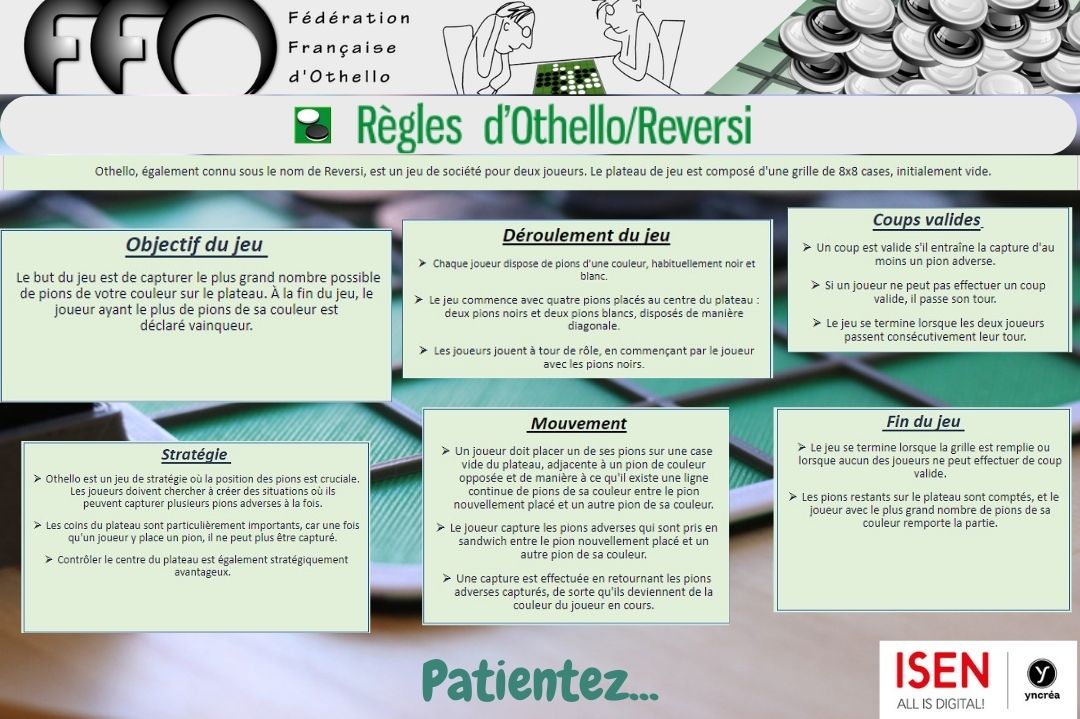 FFO
Fédération
Française
d'Othello
Règles d'Othello/Reversi
Othello, également connu sous le nom de Reversi, est un jeu de société pour deux joueurs. Le plateau de jeu est composé d'une grille de 8x8 cases, initialement vide.
Objectif du jeu
Le but du jeu est de capturer le plus grand nombre possible
de pions de votre couleur sur le plateau. À la fin du jeu, le
joueur ayant le plus de pions de sa couleur est
déclaré vainqueur.
Déroulement du jeu
➤ Chaque joueur dispose de pions d'une couleur, habituellement noir et
blanc.
➤ Le jeu commence avec quatre pions placés au centre du plateau :
deux pions noirs et deux pions blancs, disposés de manière
diagonale.
➤ Les joueurs jouent à tour de rôle, en commençant par le joueur
avec les pions noirs.
Coups valides
➤ Un coup est valide s'il entraîne la capture d'au
moins un pion adverse.
➤ Si un joueur ne peut pas effectuer un coup
valide, il passe son tour.
➤ Le jeu se termine lorsque les deux joueurs
passent consécutivement leur tour.
Stratégie
➤ Othello est un jeu de stratégie où la position des pions est cruciale.
Les joueurs doivent chercher à créer des situations où ils
peuvent capturer plusieurs pions adverses à la fois.
➤ Les coins du plateau sont particulièrement importants, car une fois
qu'un joueur y place un pion, il ne peut plus être capturé.
➤ Contrôler le centre du plateau est également stratégiquement
avantageux.
Mouvement
➤ Un joueur doit placer un de ses pions sur une case
vide du plateau, adjacente à un pion de couleur
opposée et de manière à ce qu'il existe une ligne
continue de pions de sa couleur entre le pion
nouvellement placé et un autre pion de sa couleur.
➤ Le joueur capture les pions adverses qui sont pris en
sandwich entre le pion nouvellement placé et un
autre pion de sa couleur.
➤ Une capture est effectuée en retournant les pions
adverses capturés, de sorte qu'ils deviennent de la
couleur du joueur en cours.
Fin du jeu
➤ Le jeu se termine lorsque la grille est remplie ou
lorsque aucun des joueurs ne peut effectuer de coup
valide.
➤ Les pions restants sur le plateau sont comptés, et le
joueur avec le plus grand nombre de pions de sa
couleur remporte la partie.
Patientez...
ISEN
ALL IS DIGITAL!
yncréa